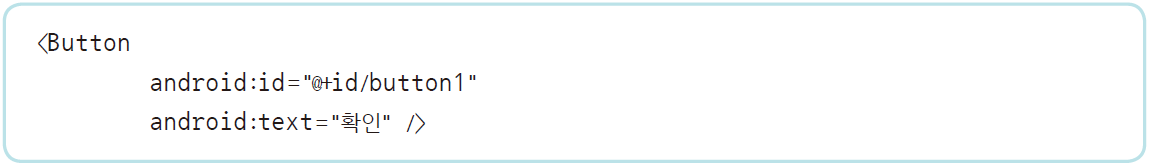 <Button
android:id="@+id/button1"
android:text="확인" />